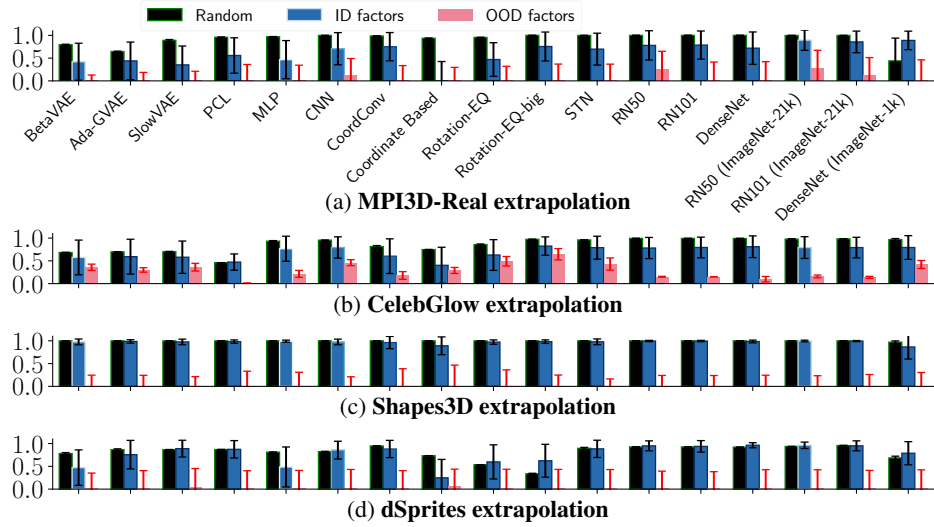 Random ID factors OOD factors
1.0
0.5
0.0
BetaVAE
Ada-GVAE
SlowVAE
PCL
MLP
CNN
CoordConv
Coordinate Based
Rotation-EQ
Rotation-EQ-big
STN
RN50
RN101
DenseNet
RN50 (ImageNet-21k)
RN101 (ImageNet-21k)
DenseNet (ImageNet-1k)
(a) MPI3D-Real extrapolation
1.0
0.5
0.0
(b) CelebGlow extrapolation
1.0
0.5
0.0
(c) Shapes3D extrapolation
1.0
0.5
0.0
(d) dSprites extrapolation